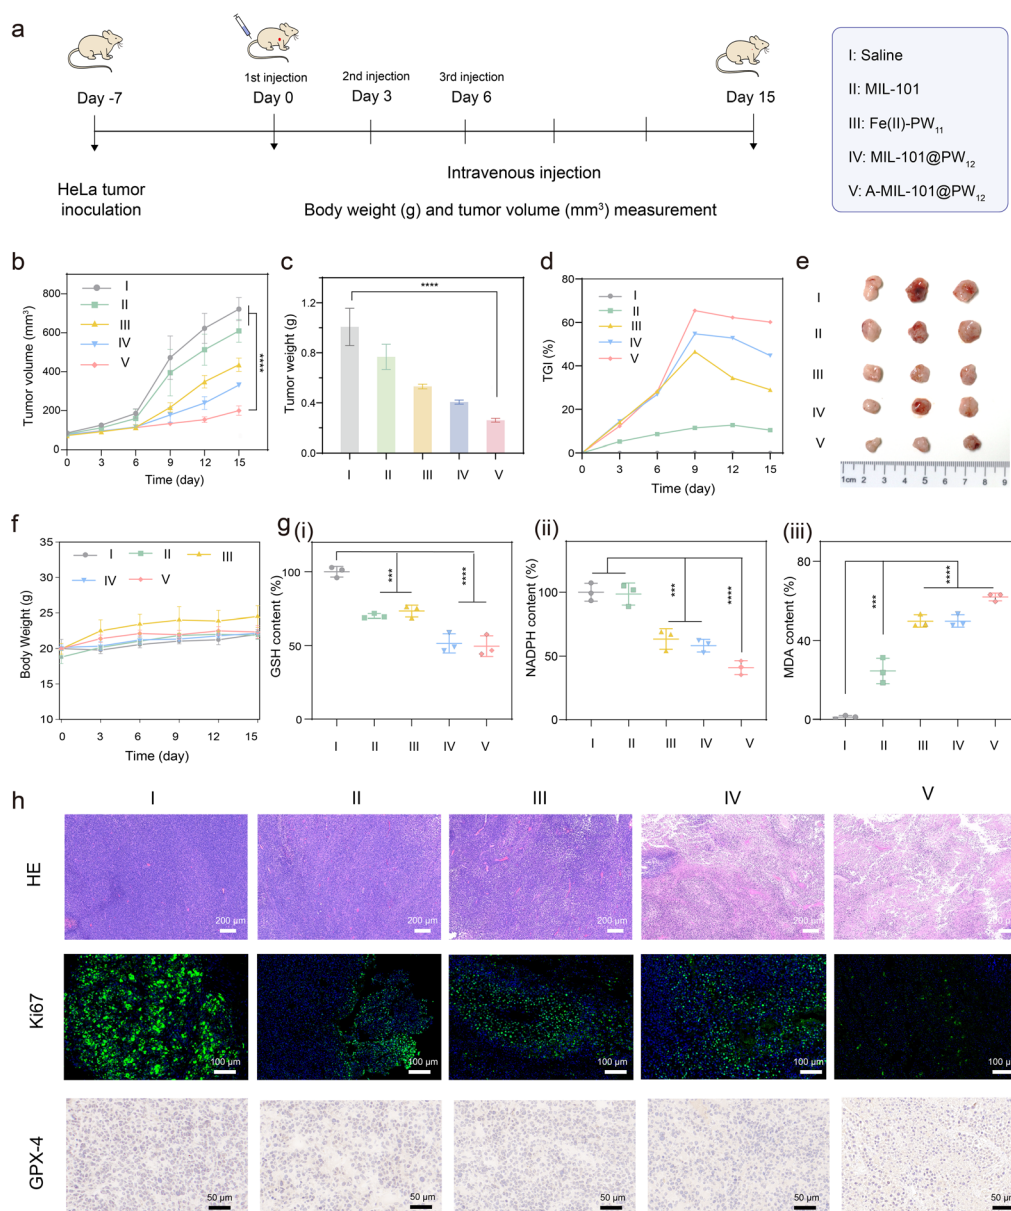 a
Day -7
1st injection
Day 0
2nd injection
Day 3
3rd injection
Day 6
Day 15
HeLa tumor
inoculation
Intravenous injection
Body weight (g) and tumor volume (mm³) measurement
I: Saline
II: MIL-101
III: Fe(II)-PW₁₁
IV: MIL-101@PW₁₂
V: A-MIL-101@PW₁₂
b
Tumor volume (mm³)
800
600
400
200
0
I
II
III
IV
V
****
0 3 6 9 12 15
Time (day)
c
Tumor weight (g)
1.2
0.8
0.4
0.0
****
I II III IV V
d
TGI (%)
80
60
40
20
0
I
II
III
IV
V
0 3 6 9 12 15
Time (day)
e
I
II
III
IV
V
1cm 2 3 4 5 6 7 8 9
f
Body Weight (g)
35
30
25
20
15
10
I II III
IV V
0 3 6 9 12 15
Time (day)
g
(i)
GSH content (%)
100
50
0
***
****
I II III IV V
(ii)
NADPH content (%)
150
100
50
0
***
****
I II III IV V
(iii)
MDA content (%)
80
40
0
***
****
I II III IV V
h
I II III IV V
HE
200 µm 200 µm 200 µm 200 µm 200 µm
Ki67
100 µm 100 µm 100 µm 100 µm 100 µm
GPX-4
50 µm 50 µm 50 µm 50 µm 50 µm